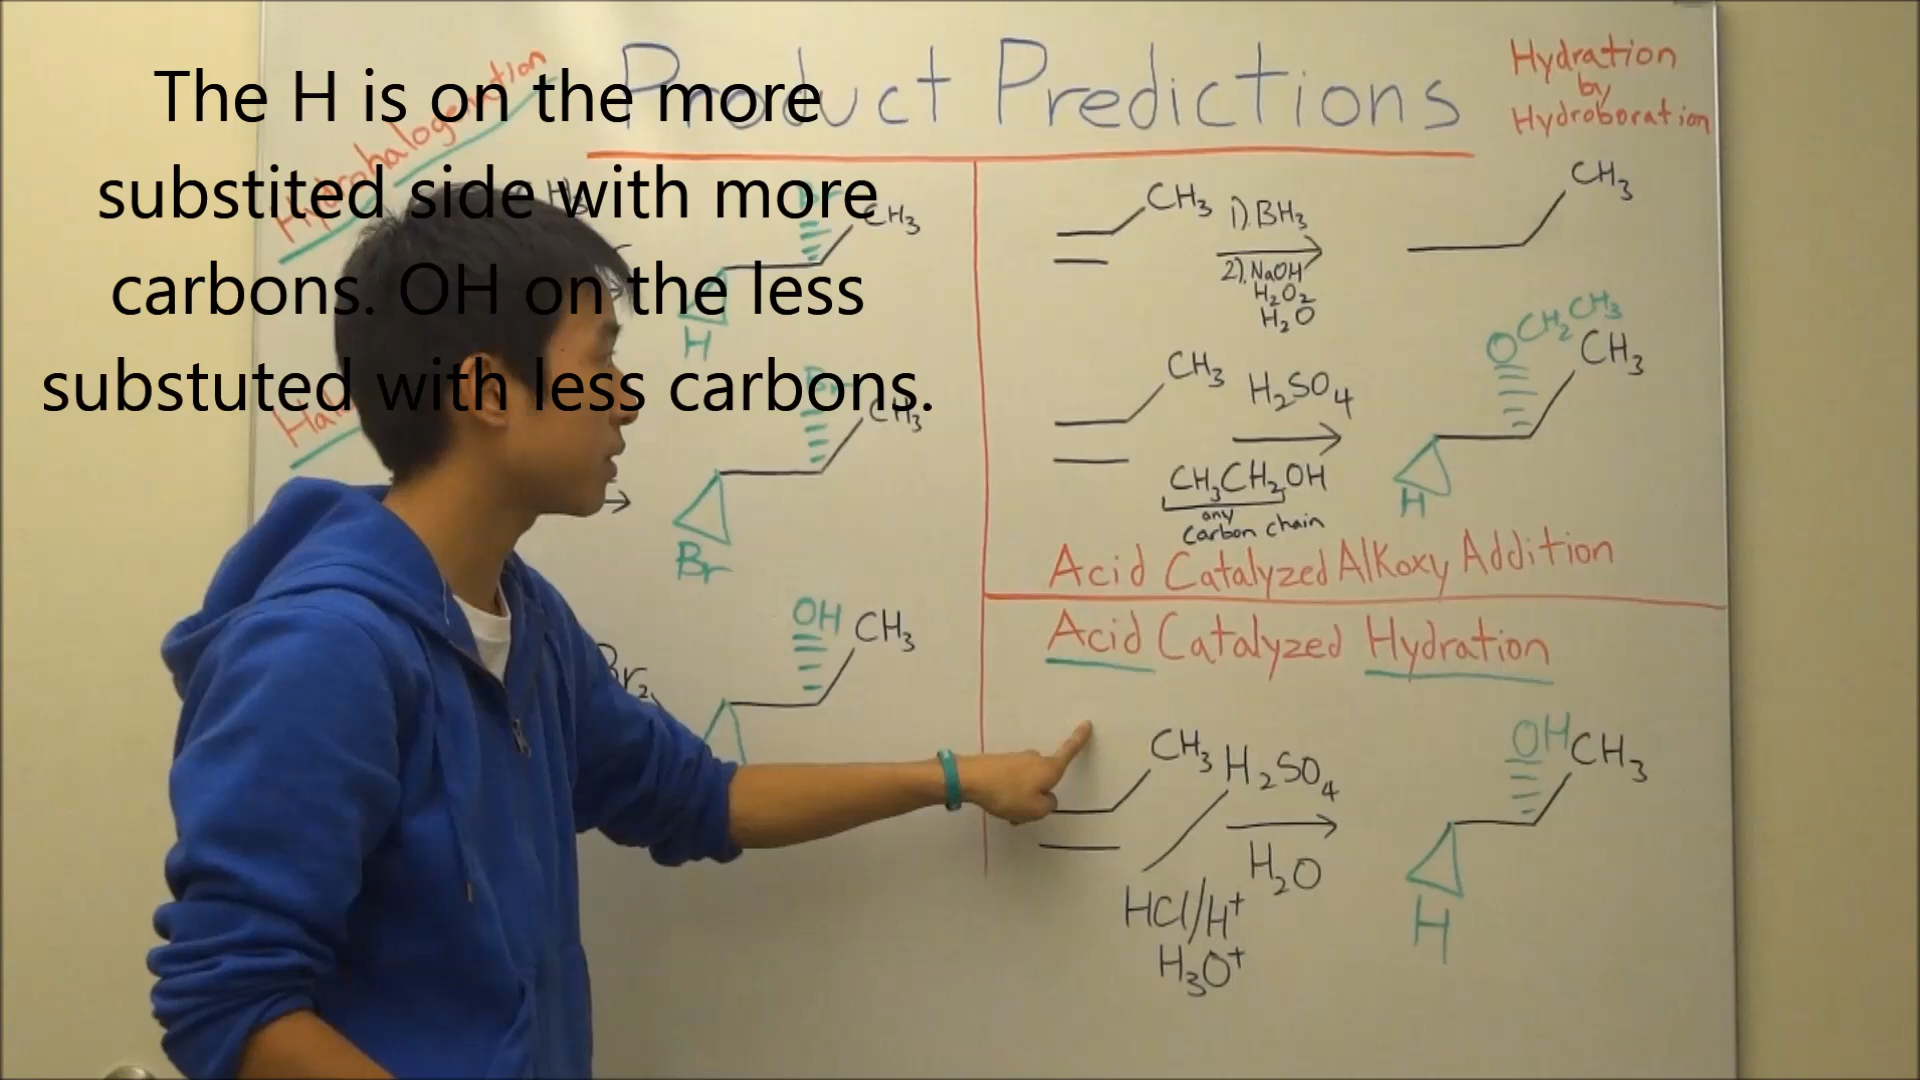 The H is on the more
substited side with more
carbons. OH on the less
substuted with less carbons.
Product Predictions
Hydrohalogenation
Br
CH3
H
Br
CH3
Br
OH
CH3
Br2
Hydration
by
Hydroboration
CH3
1). BH3
2). NaOH
H2O2
H2O
CH3
CH3
H2SO4
CH3CH2OH
any
Carbon chain
OCH2CH3
CH3
H
Acid Catalyzed Alkoxy Addition
Acid Catalyzed Hydration
CH3
H2SO4
H2O
HCl/H+
H3O+
OH
CH3
H